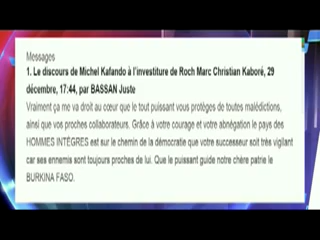 Messages
1. Le discours de Michel Kafando à l'investiture de Roch Marc Christian Kaboré, 29
décembre, 17:44, par BASSAN Juste
Vraiment ça me va droit au cœur que le tout puissant vous protèges de toutes malédictions,
ainsi que vos proches collaborateurs. Grâce à votre courage et votre abnégation le pays des
HOMMES INTÈGRES est sur le chemin de la démocratie que votre successeur soit très vigilant
car ses ennemis sont toujours proches de lui. Que le puissant guide notre chère patrie le
BURKINA FASO.